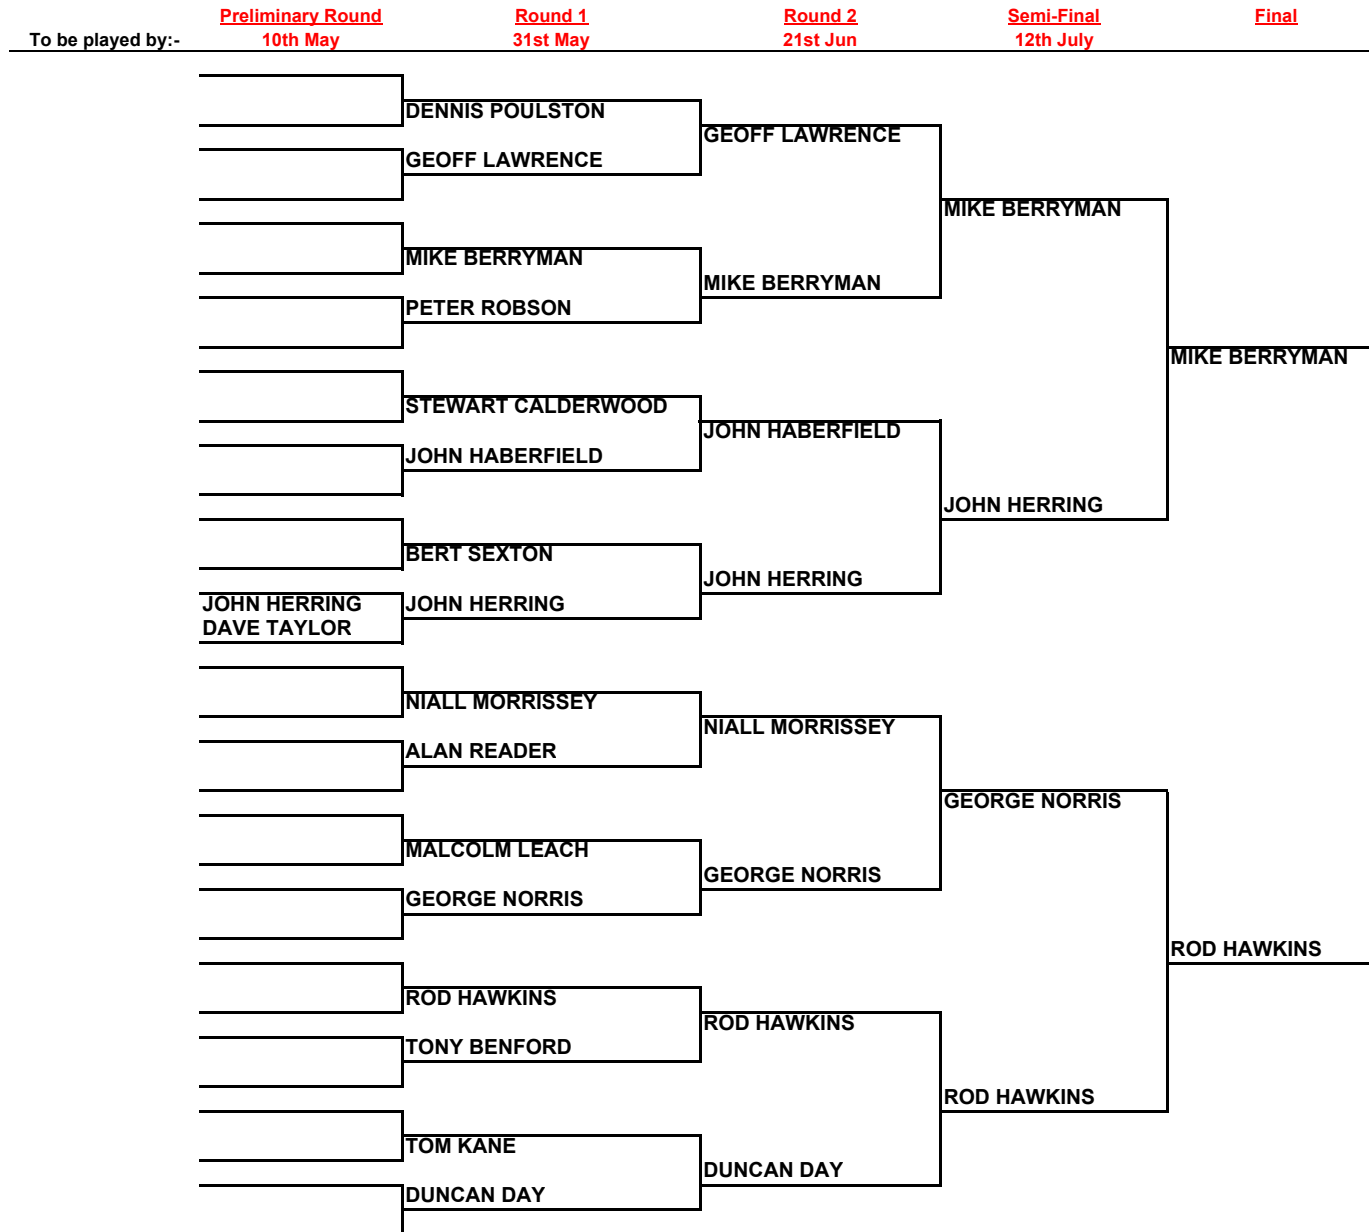 Preliminary Round Round 1 Round 2 Semi-Final Final
To be played by:- 10th May 31st May 21st Jun 12th July
DENNIS POULSTON
GEOFF LAWRENCE
GEOFF LAWRENCE
MIKE BERRYMAN
MIKE BERRYMAN
MIKE BERRYMAN
PETER ROBSON
MIKE BERRYMAN
STEWART CALDERWOOD
JOHN HABERFIELD
JOHN HABERFIELD
JOHN HERRING
BERT SEXTON
JOHN HERRING
JOHN HERRING JOHN HERRING
DAVE TAYLOR
NIALL MORRISSEY
NIALL MORRISSEY
ALAN READER
GEORGE NORRIS
MALCOLM LEACH
GEORGE NORRIS
GEORGE NORRIS
ROD HAWKINS
ROD HAWKINS
ROD HAWKINS
TONY BENFORD
ROD HAWKINS
TOM KANE
DUNCAN DAY
DUNCAN DAY